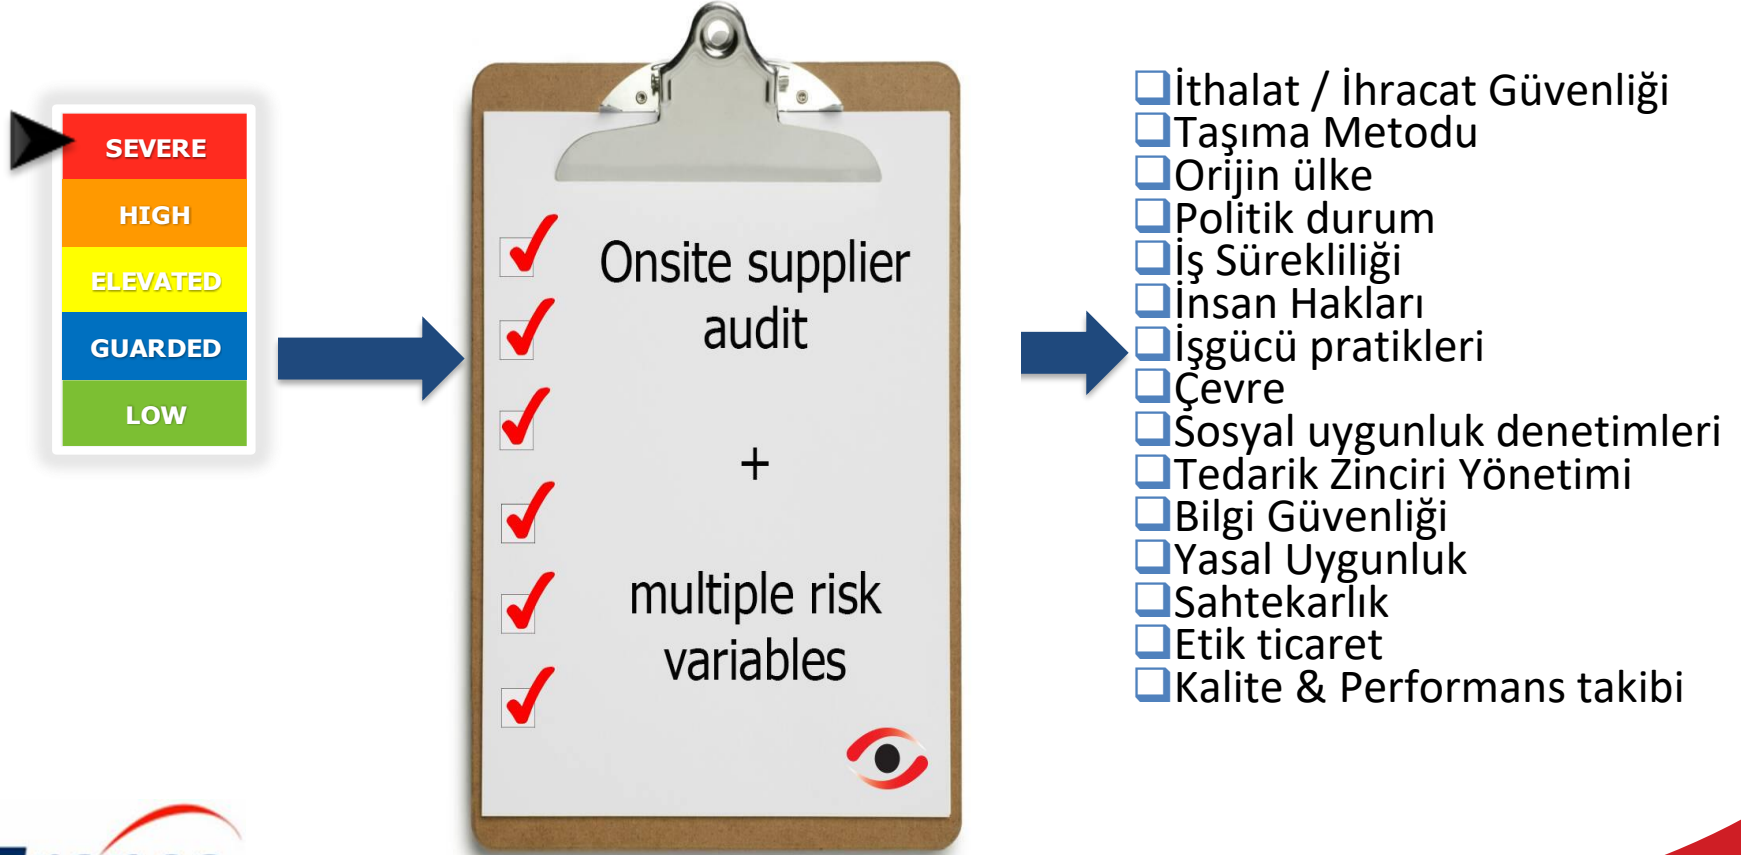 SEVERE
HIGH
ELEVATED
GUARDED
LOW
Onsite supplier
audit
+
multiple risk
variables
İthalat / İhracat Güvenliği
Taşıma Metodu
Orijin ülke
Politik durum
İş Sürekliliği
İnsan Hakları
İşgücü pratikleri
Çevre
Sosyal uygunluk denetimleri
Tedarik Zinciri Yönetimi
Bilgi Güvenliği
Yasal Uygunluk
Sahtekarlık
Etik ticaret
Kalite & Performans takibi